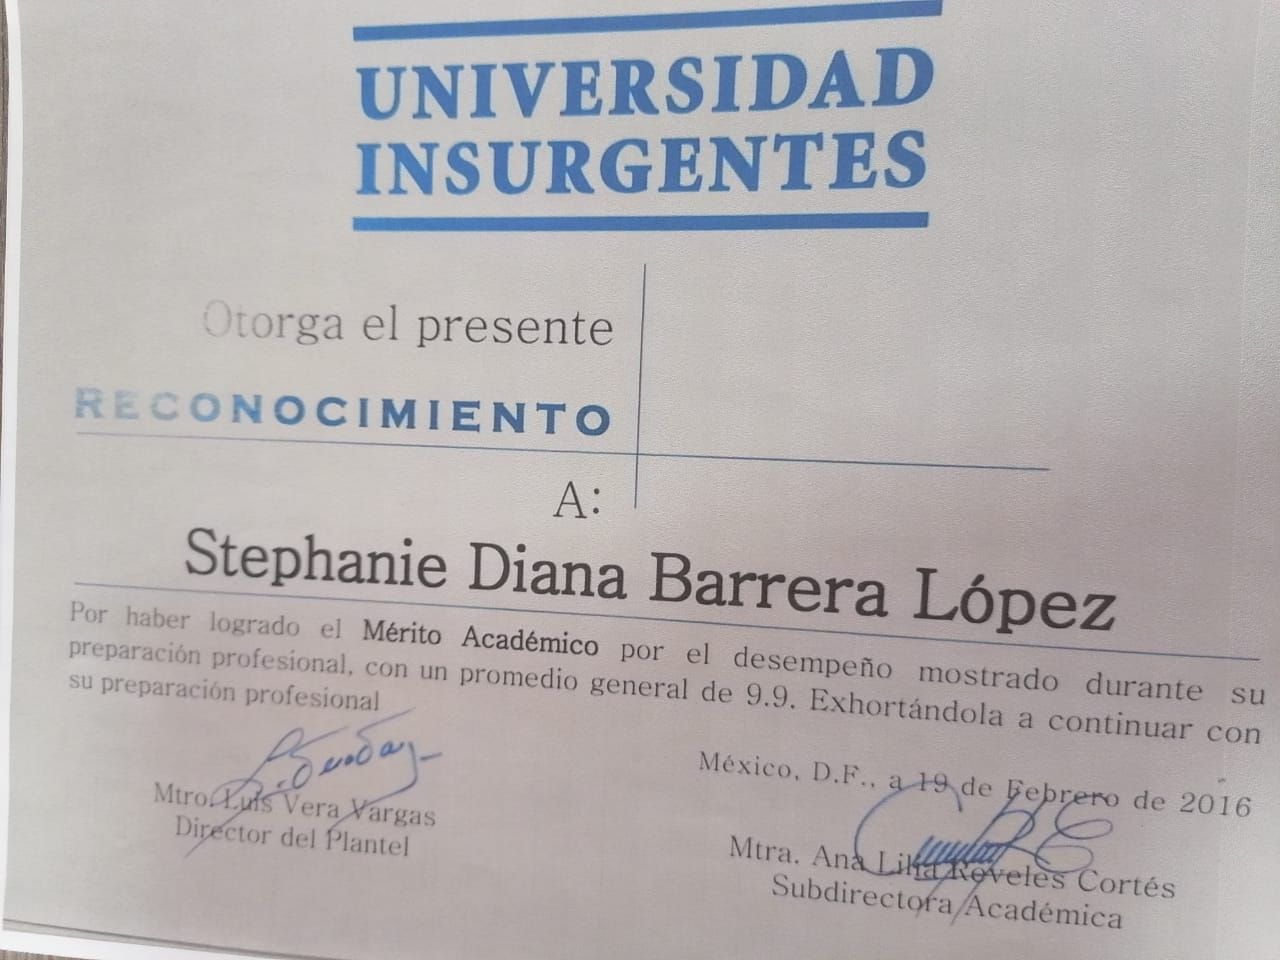 UNIVERSIDAD
INSURGENTES
Otorga el presente
RECONOCIMIENTO
A:
Stephanie Diana Barrera López
Por haber logrado el Mérito Académico por el desempeño mostrado durante su
preparación profesional, con un promedio general de 9.9. Exhortándola a continuar con
su preparación profesional
México, D.F., a 19 de Febrero de 2016
Mtro. Luis Vera Vargas
Director del Plantel
Mtra. Ana Lilia Roveles Cortés
Subdirectora Académica